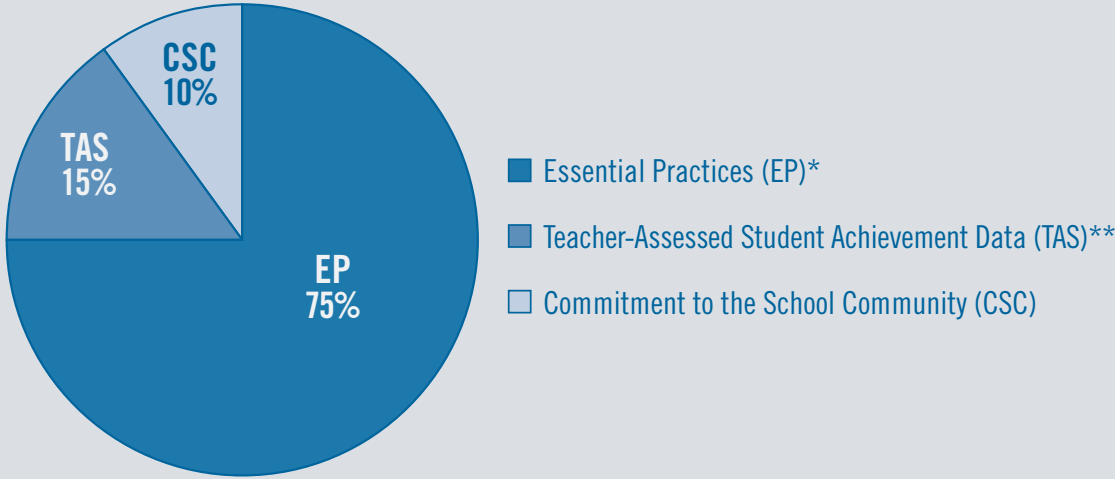 CSC
10%
TAS
15%
EP
75%
Essential Practices (EP)*
Teacher-Assessed Student Achievement Data (TAS)**
Commitment to the School Community (CSC)